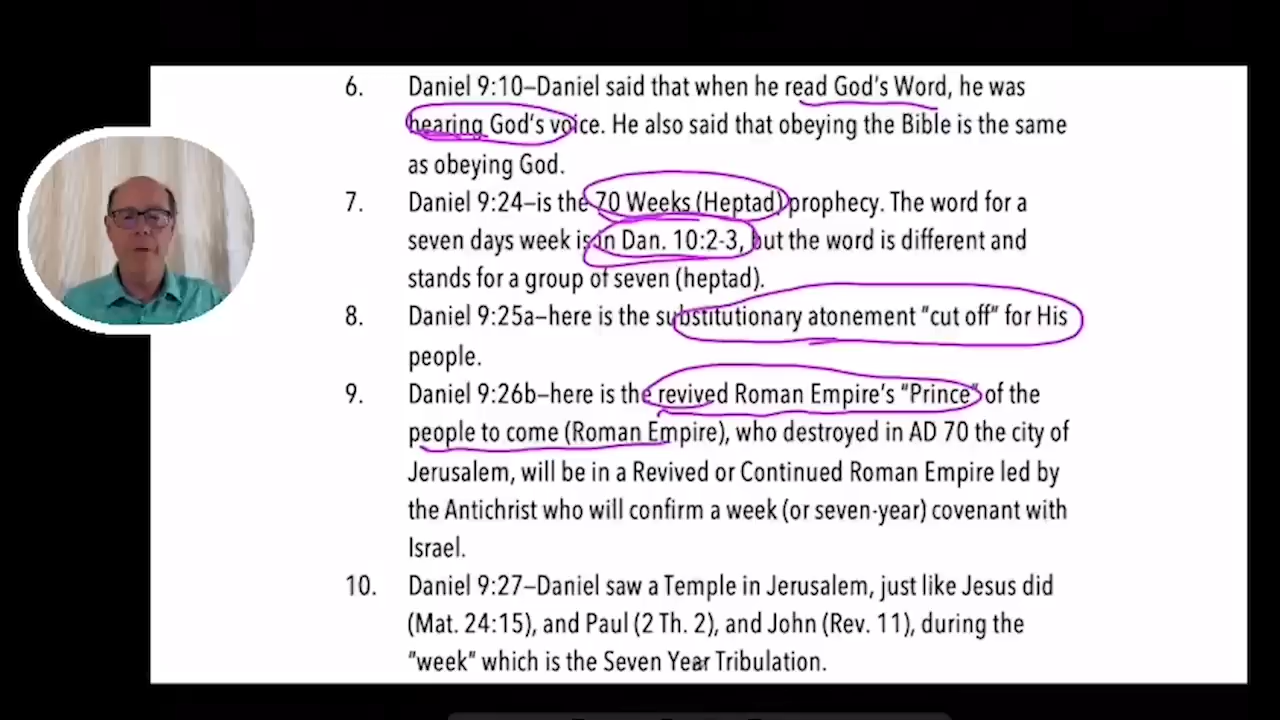 6. Daniel 9:10–Daniel said that when he read God's Word, he was
hearing God's voice. He also said that obeying the Bible is the same
as obeying God.
7. Daniel 9:24–is the 70 Weeks (Heptad) prophecy. The word for a
seven days week is in Dan. 10:2-3, but the word is different and
stands for a group of seven (heptad).
8. Daniel 9:25a–here is the substitutionary atonement "cut off" for His
people.
9. Daniel 9:26b–here is the revived Roman Empire's "Prince" of the
people to come (Roman Empire), who destroyed in AD 70 the city of
Jerusalem, will be in a Revived or Continued Roman Empire led by
the Antichrist who will confirm a week (or seven-year) covenant with
Israel.
10. Daniel 9:27–Daniel saw a Temple in Jerusalem, just like Jesus did
(Mat. 24:15), and Paul (2 Th. 2), and John (Rev. 11), during the
"week" which is the Seven Year Tribulation.